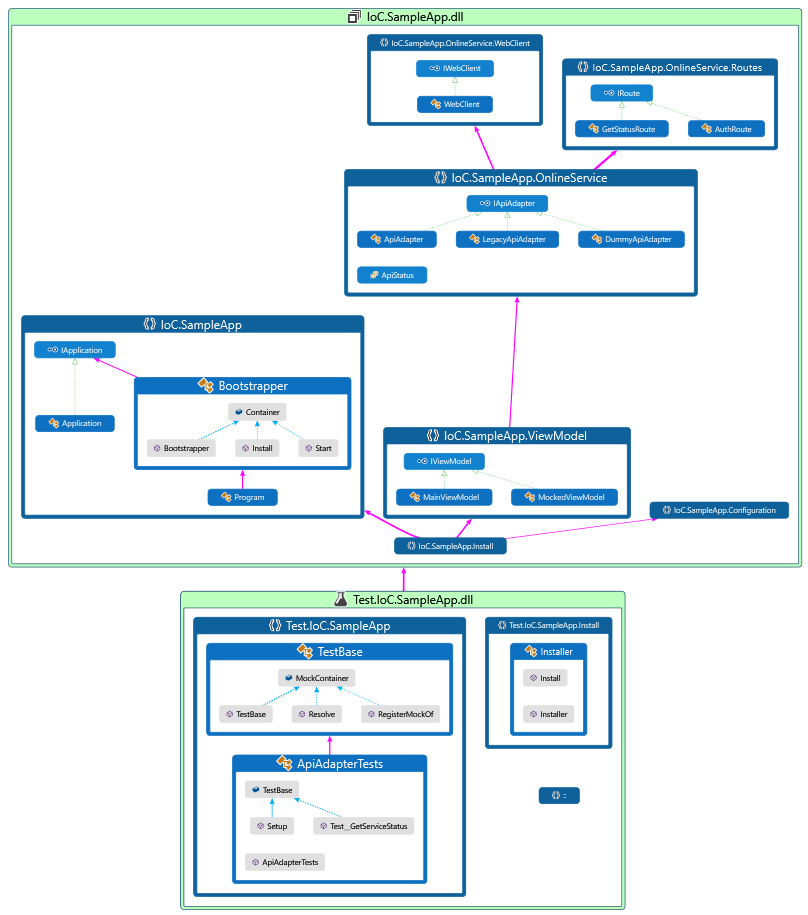 IoC.SampleApp.dll
IoC.SampleApp.OnlineService.WebClient
IWebClient
WebClient
IoC.SampleApp.OnlineService.Routes
IRoute
GetStatusRoute
AuthRoute
IoC.SampleApp.OnlineService
IApiAdapter
ApiAdapter
LegacyApiAdapter
DummyApiAdapter
ApiStatus
IoC.SampleApp
IApplication
Bootstrapper
Container
Application
Bootstrapper
Install
Start
Program
IoC.SampleApp.ViewModel
IViewModel
MainViewModel
MockedViewModel
IoC.SampleApp.Configuration
IoC.SampleApp.Install
Test.IoC.SampleApp.dll
Test.IoC.SampleApp
TestBase
MockContainer
TestBase
Resolve
RegisterMockOf
ApiAdapterTests
TestBase
Setup
Test__GetServiceStatus
ApiAdapterTests
Test.IoC.SampleApp.Install
Installer
Install
Installer
::